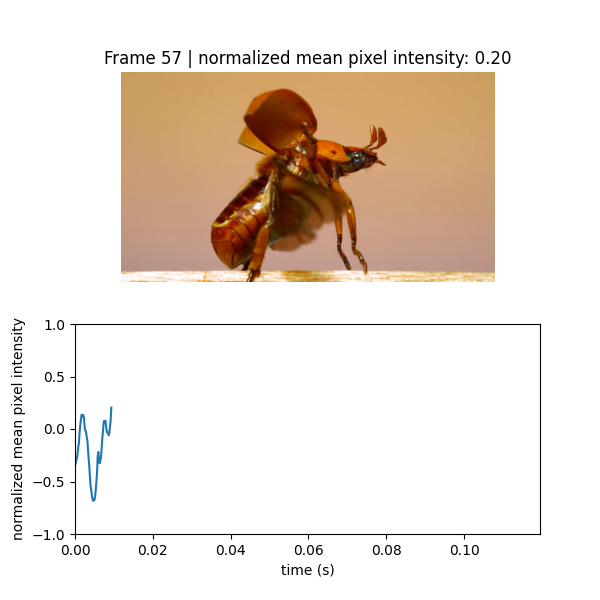 Frame 57 | normalized mean pixel intensity: 0.20
1.0
0.5
0.0
−0.5
−1.0
normalized mean pixel intensity
0.00 0.02 0.04 0.06 0.08 0.10
time (s)